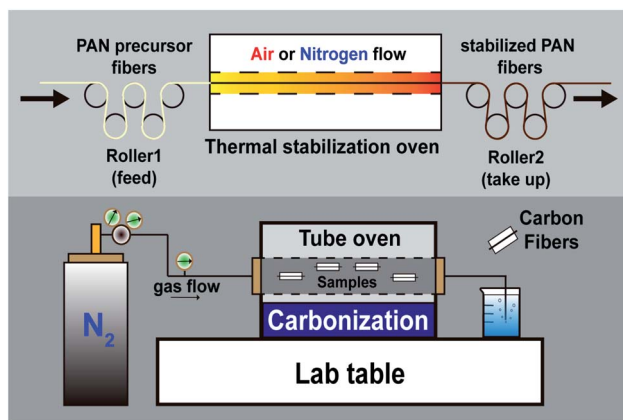 PAN precursor
fibers
Air or Nitrogen flow
stabilized PAN
fibers
Roller1
(feed)
Thermal stabilization oven
Roller2
(take up)
Carbon
Fibers
Tube oven
gas flow
Samples
N2
Carbonization
Lab table